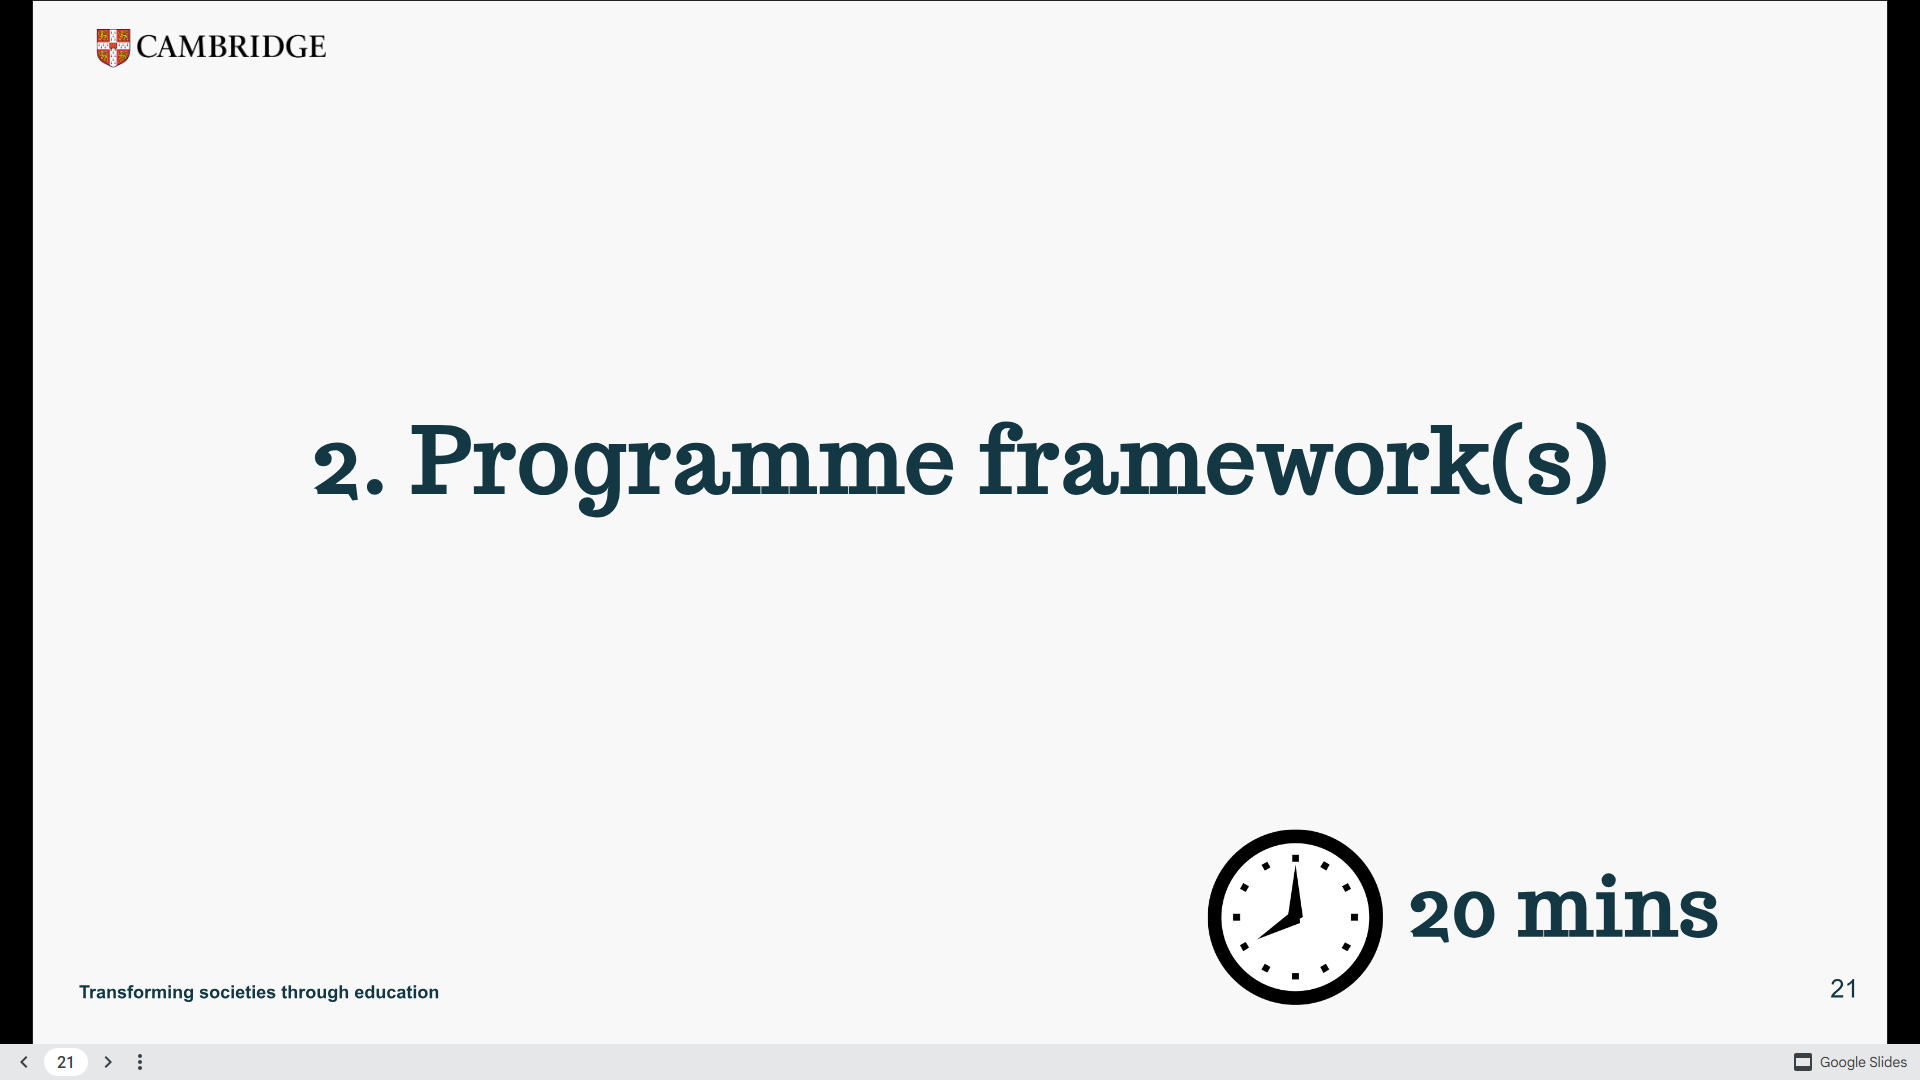 CAMBRIDGE
2. Programme framework(s)
20 mins
Transforming societies through education
21
21
Google Slides